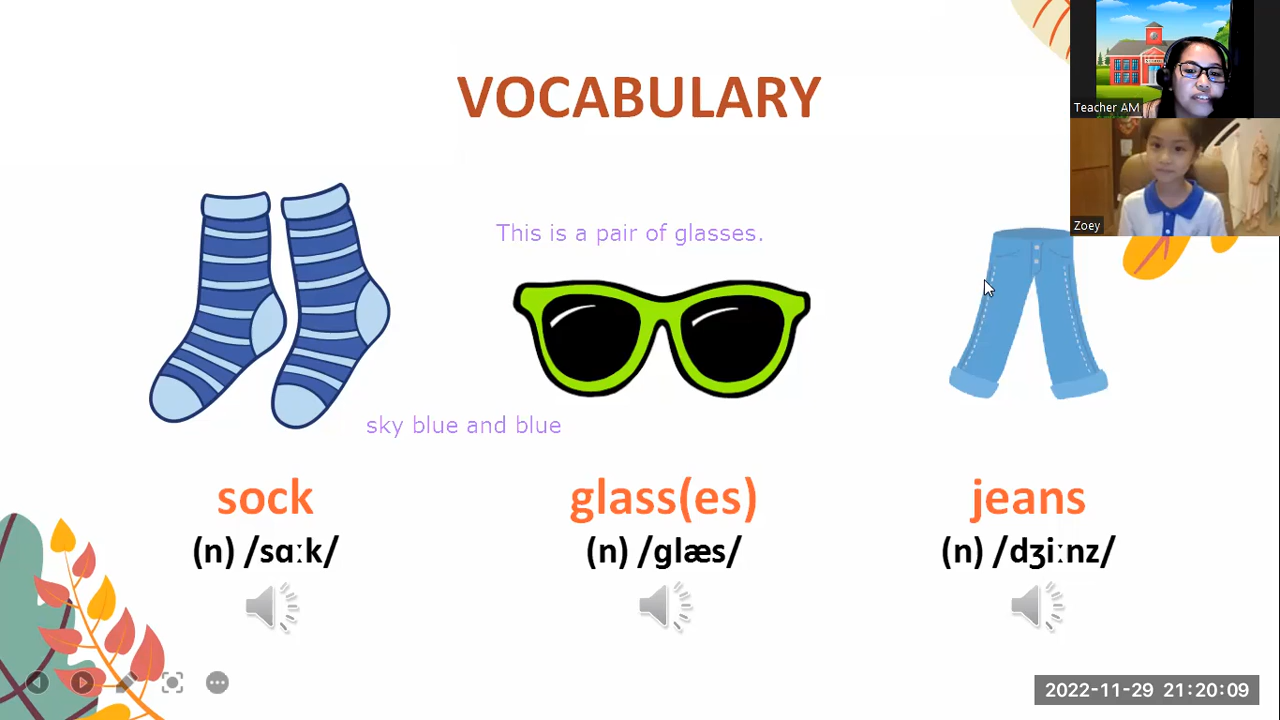 VOCABULARY
Teacher AM
Zoey
This is a pair of glasses.
sky blue and blue
sock
(n) /sɑːk/
glass(es)
(n) /glæs/
jeans
(n) /dʒiːnz/
2022-11-29 21:20:09